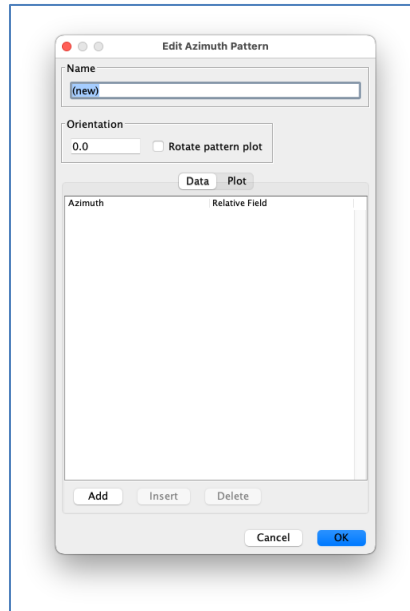 Edit Azimuth Pattern
Name
(new)
Orientation
0.0 Rotate pattern plot
Data Plot
Azimuth Relative Field
Add Insert Delete
Cancel OK